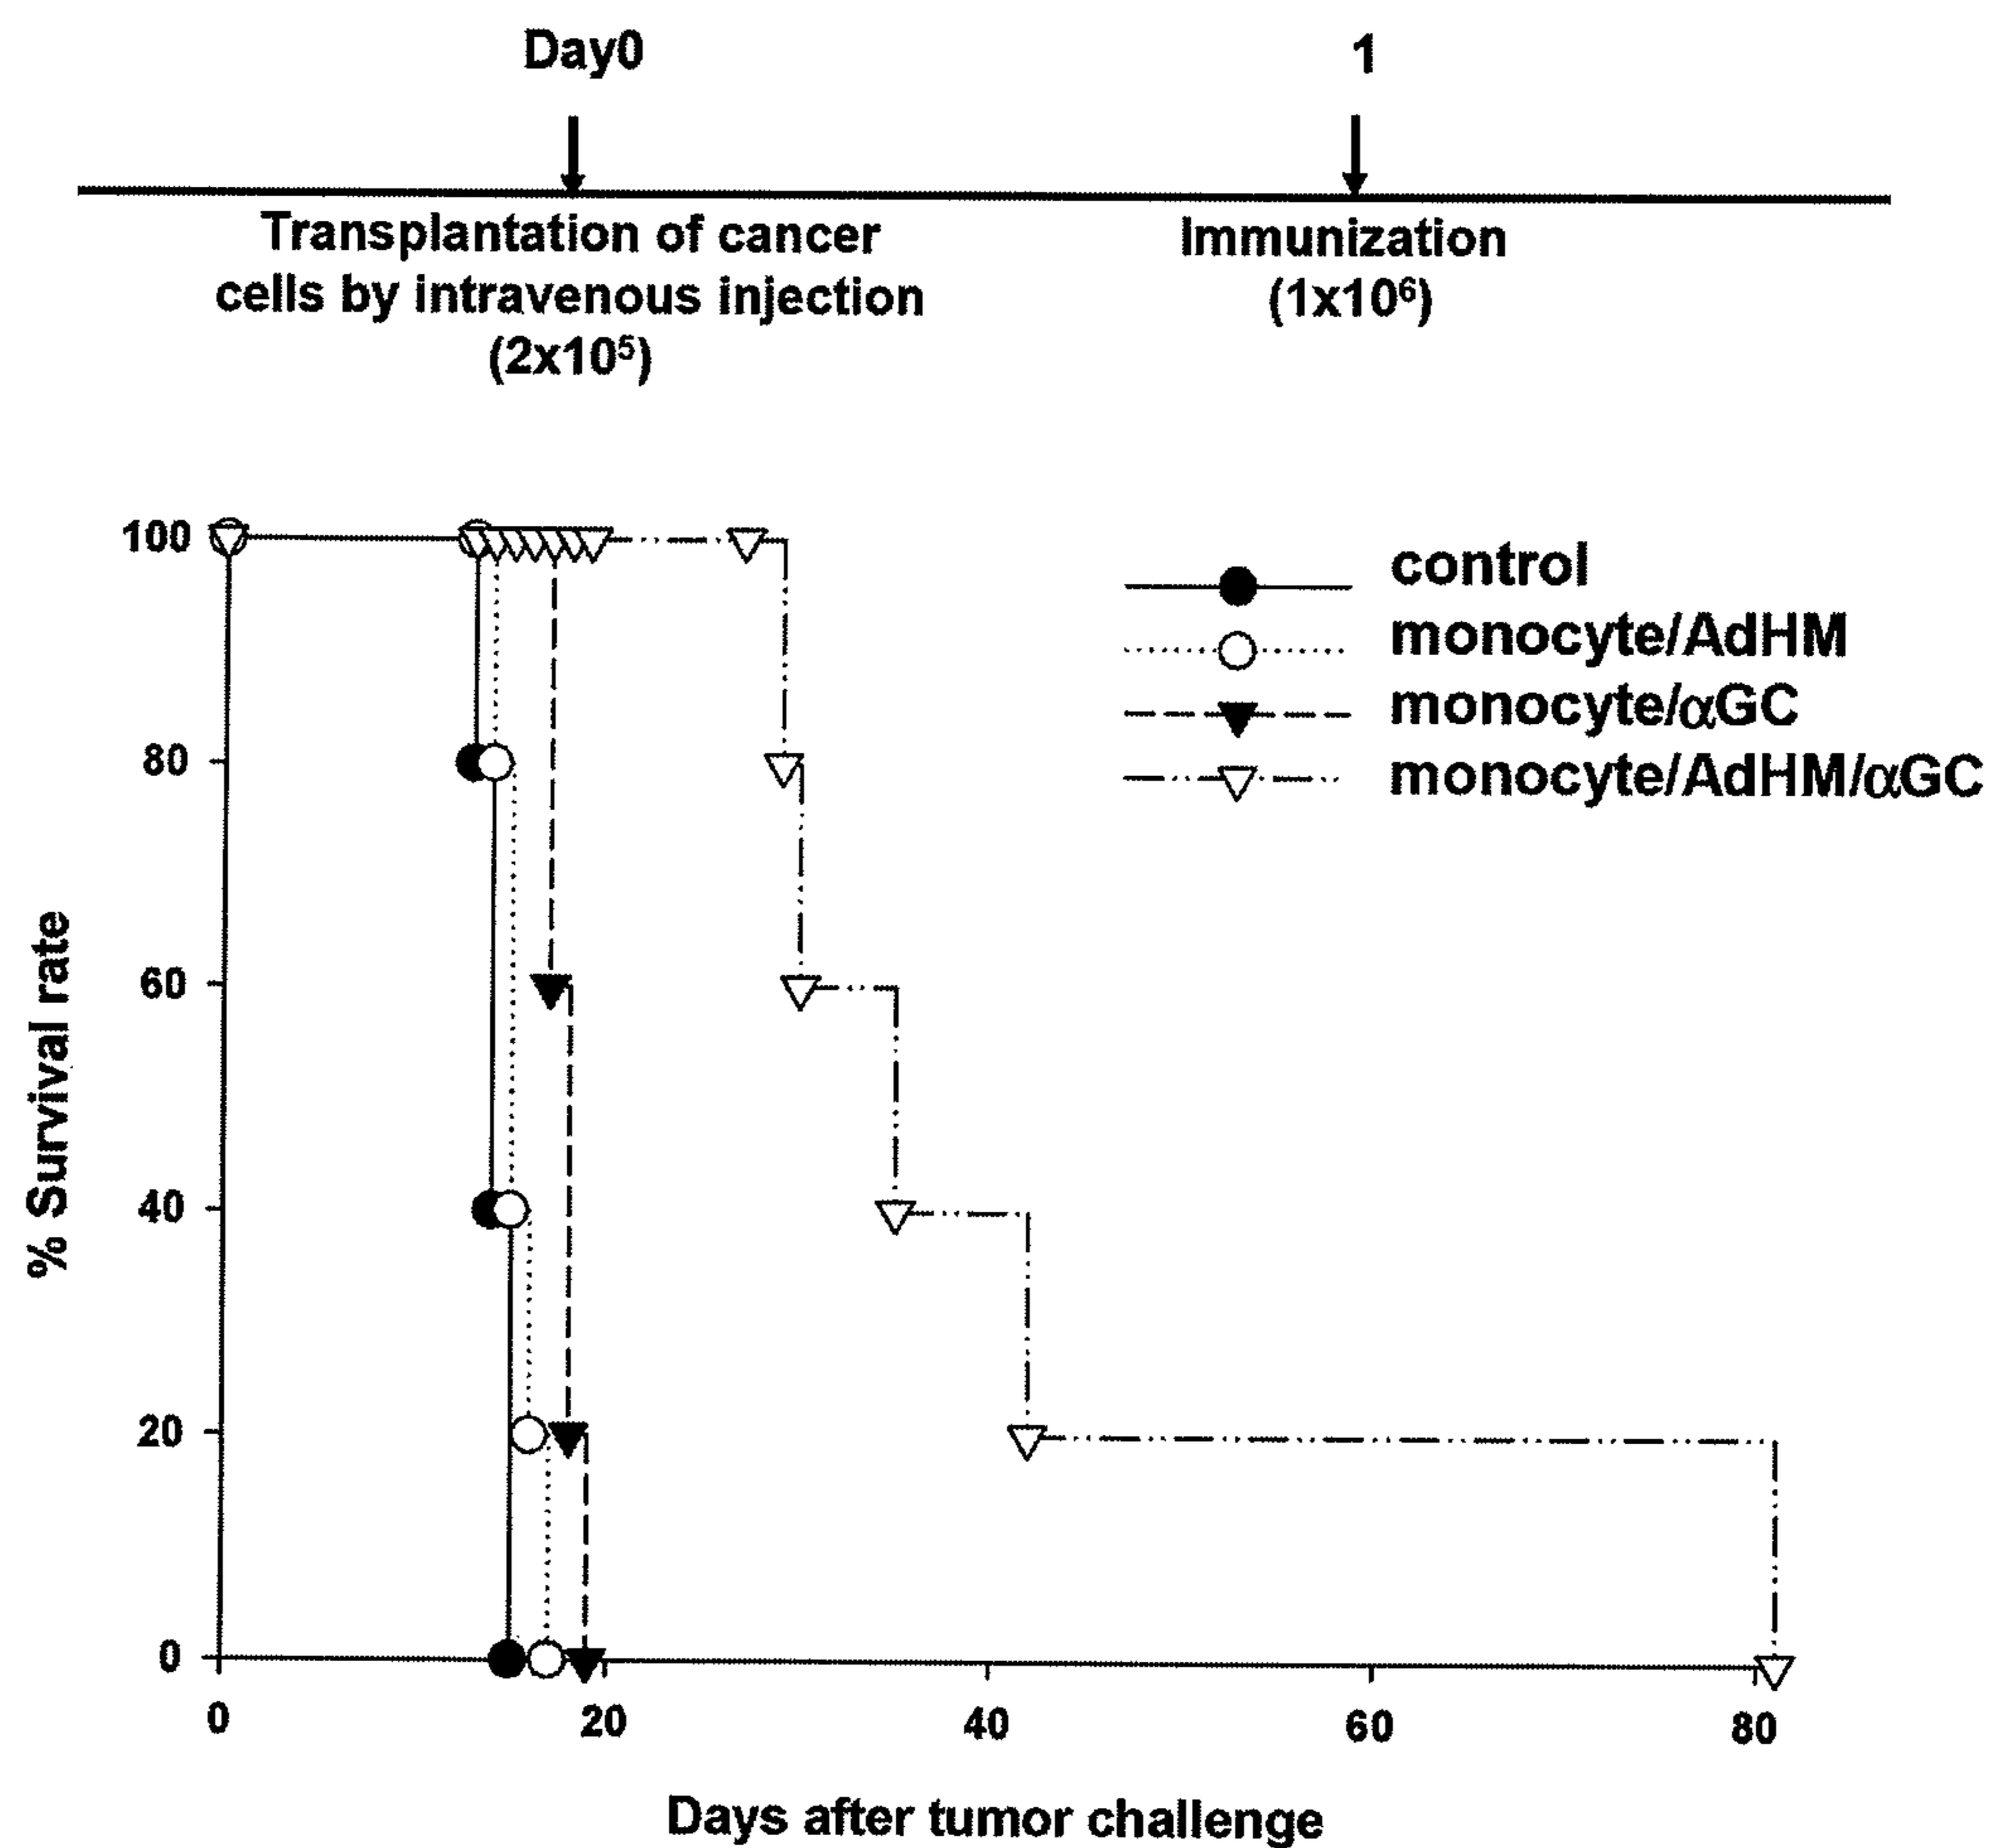 Day0
1
Transplantation of cancer
cells by intravenous injection
(2x10⁵)
Immunization
(1x10⁶)
control
monocyte/AdHM
monocyte/αGC
monocyte/AdHM/αGC
% Survival rate
100
80
60
40
20
0
0
20
40
60
80
Days after tumor challenge